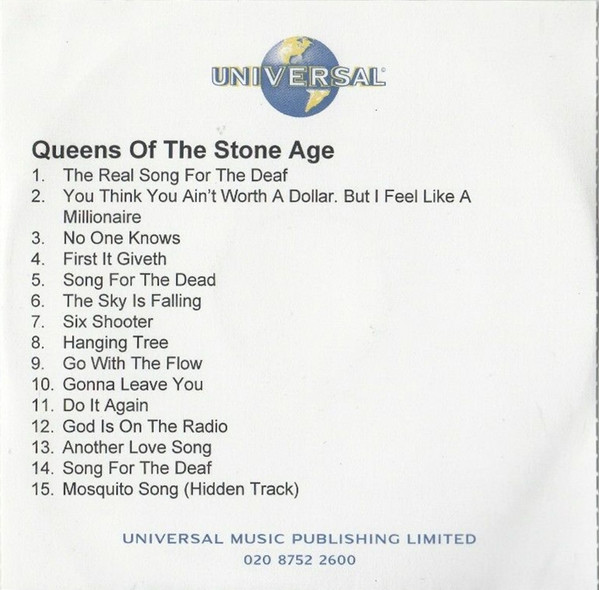 UNIVERSAL
Queens Of The Stone Age
1. The Real Song For The Deaf
2. You Think You Ain't Worth A Dollar. But I Feel Like A
Millionaire
3. No One Knows
4. First It Giveth
5. Song For The Dead
6. The Sky Is Falling
7. Six Shooter
8. Hanging Tree
9. Go With The Flow
10. Gonna Leave You
11. Do It Again
12. God Is On The Radio
13. Another Love Song
14. Song For The Deaf
15. Mosquito Song (Hidden Track)
UNIVERSAL MUSIC PUBLISHING LIMITED
020 8752 2600